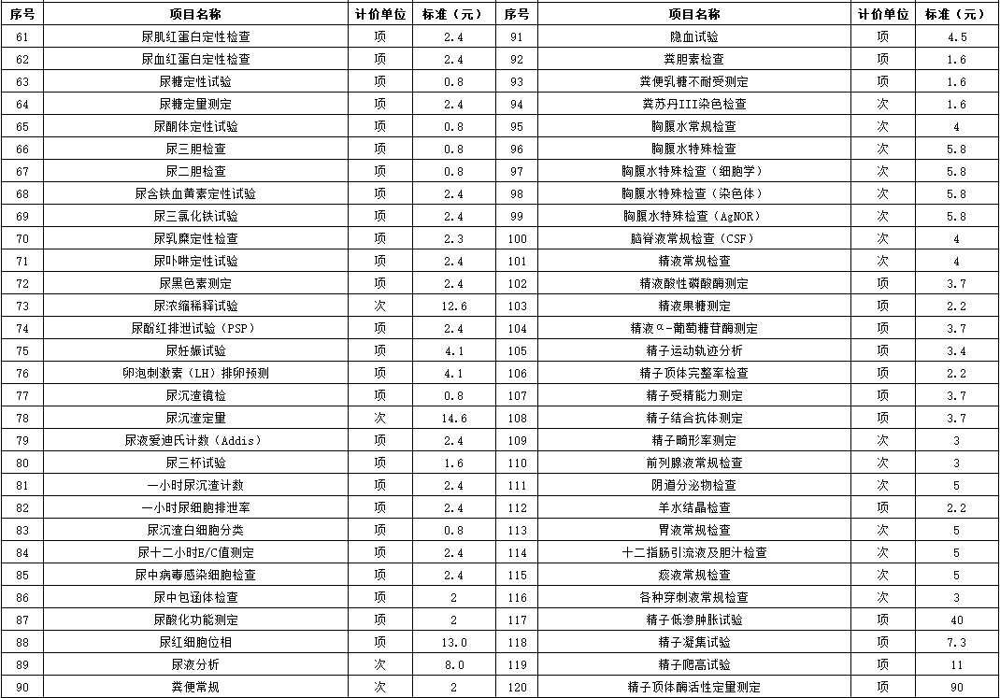 序号 项目名称 计价单位 标准（元） 序号 项目名称 计价单位 标准（元）
61 尿肌红蛋白定性检查 项 2.4 91 隐血试验 项 4.5
62 尿血红蛋白定性检查 项 2.4 92 粪胆素检查 项 1.6
63 尿糖定性试验 项 0.8 93 粪便乳糖不耐受测定 项 1.6
64 尿糖定量测定 项 2.4 94 粪苏丹III染色检查 次 1.6
65 尿酮体定性试验 项 0.8 95 胸腹水常规检查 次 4
66 尿三胆检查 项 0.8 96 胸腹水特殊检查 次 5.8
67 尿二胆检查 项 0.8 97 胸腹水特殊检查（细胞学） 次 5.8
68 尿含铁血黄素定性试验 项 2.4 98 胸腹水特殊检查（染色体） 次 5.8
69 尿三氯化铁试验 项 2.4 99 胸腹水特殊检查（AgNOR） 次 5.8
70 尿乳糜定性检查 项 2.3 100 脑脊液常规检查（CSF） 次 4
71 尿卟啉定性试验 项 2.4 101 精液常规检查 次 4
72 尿黑色素测定 项 2.4 102 精液酸性磷酸酶测定 项 3.7
73 尿浓缩稀释试验 次 12.6 103 精液果糖测定 项 2.2
74 尿酚红排泄试验（PSP） 项 2.4 104 精液α-葡萄糖苷酶测定 项 3.7
75 尿妊娠试验 项 4.1 105 精子运动轨迹分析 项 3.4
76 卵泡刺激素（LH）排卵预测 项 4.1 106 精子顶体完整率检查 项 2.2
77 尿沉渣镜检 项 0.8 107 精子受精能力测定 项 3.7
78 尿沉渣定量 次 14.6 108 精子结合抗体测定 项 3.7
79 尿液爱迪氏计数（Addis） 项 2.4 109 精子畸形率测定 次 3
80 尿三杯试验 项 1.6 110 前列腺液常规检查 次 3
81 一小时尿沉渣计数 项 2.4 111 阴道分泌物检查 次 5
82 一小时尿细胞排泄率 项 2.4 112 羊水结晶检查 项 2.2
83 尿沉渣白细胞分类 项 0.8 113 胃液常规检查 次 5
84 尿十二小时E/C值测定 项 2.4 114 十二指肠引流液及胆汁检查 次 5
85 尿中病毒感染细胞检查 项 2.4 115 痰液常规检查 次 5
86 尿中包涵体检查 项 2 116 各种穿刺液常规检查 次 3
87 尿酸化功能测定 项 2 117 精子低渗肿胀试验 项 40
88 尿红细胞位相 项 13.0 118 精子凝集试验 项 7.3
89 尿液分析 次 8.0 119 精子爬高试验 项 11
90 粪便常规 次 2 120 精子顶体酶活性定量测定 项 90